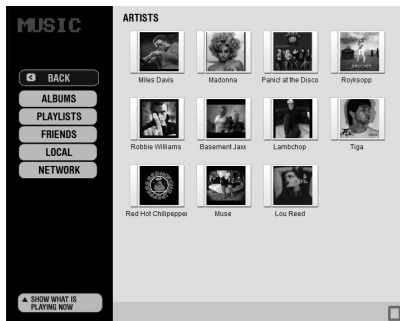 MUSIC
BACK
ALBUMS
PLAYLISTS
FRIENDS
LOCAL
NETWORK
SHOW WHAT IS
PLAYING NOW
ARTISTS
Miles Davis
Madonna
Panic! at the Disco
Royksopp
Robbie Williams
Basement Jaxx
Lambchop
Tiga
Red Hot Chilipepper
Muse
Lou Reed